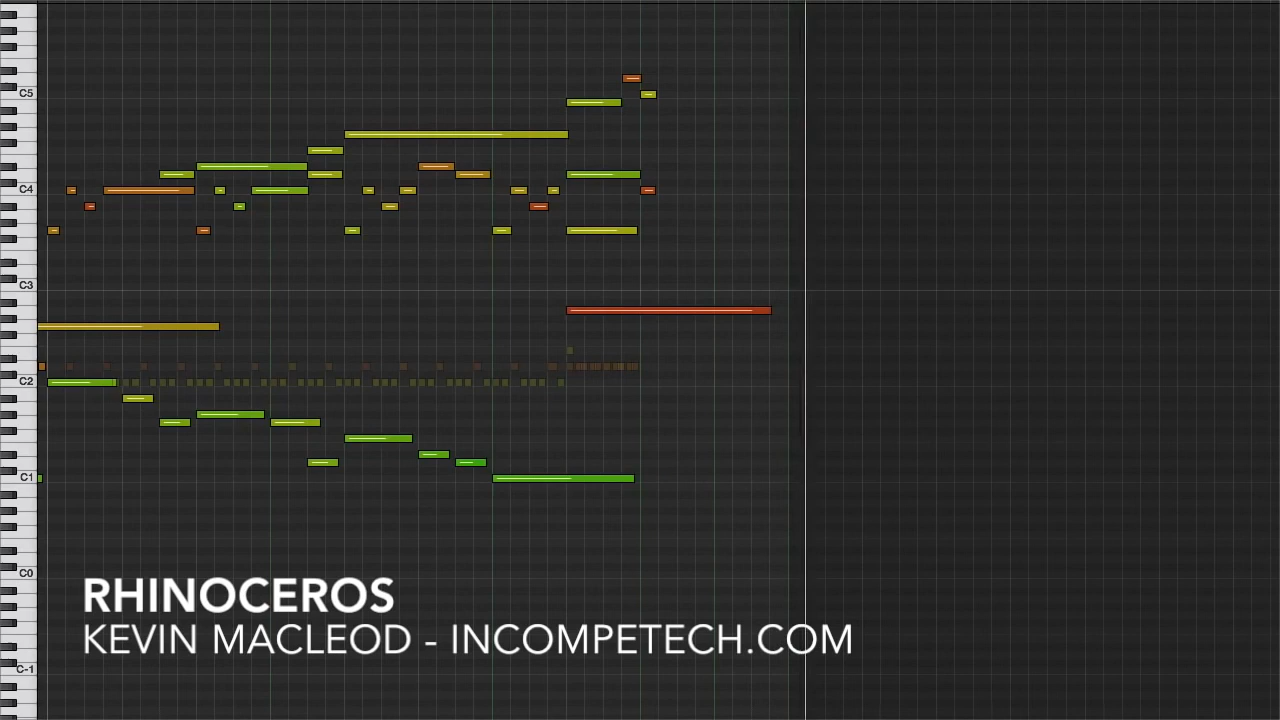 C5
C4
C3
C2
C1
C0
RHINOCEROS
KEVIN MACLEOD - INCOMPETECH.COM
C-1